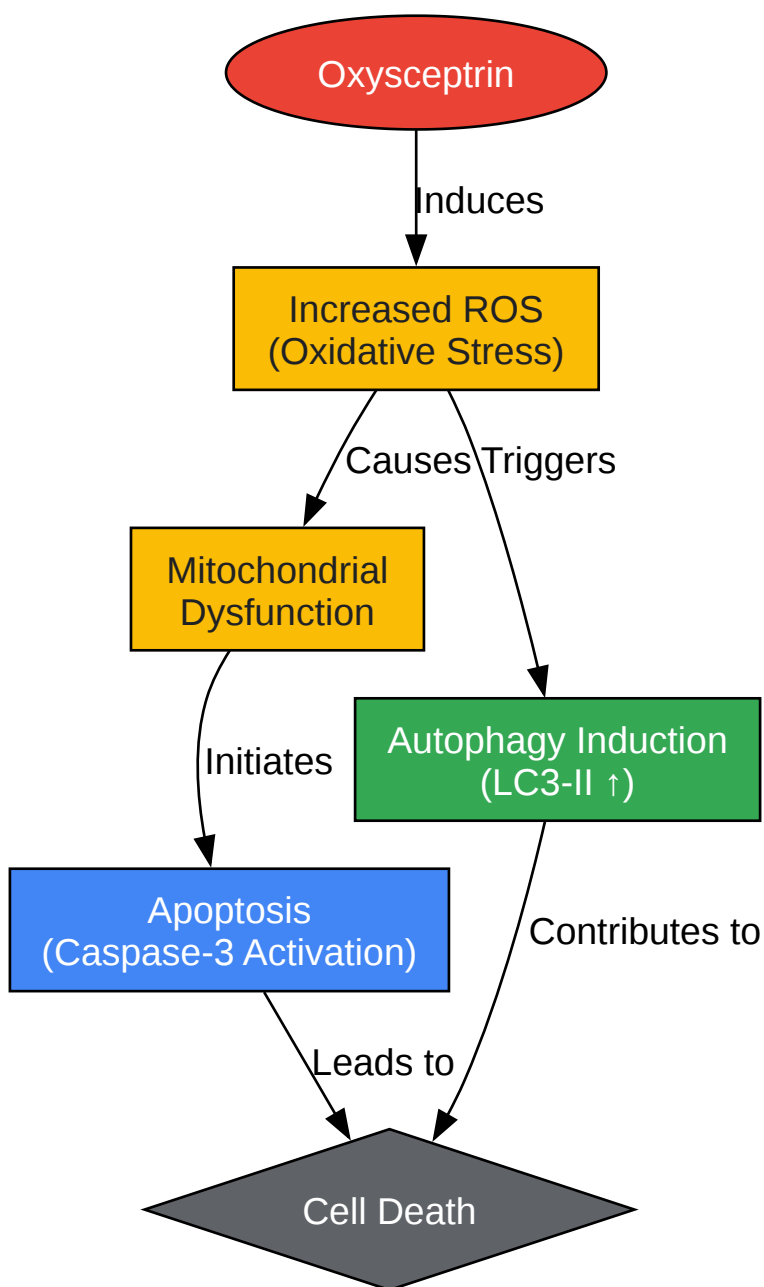 Oxysceptrin
Induces
Increased ROS
(Oxidative Stress)
Causes
Triggers
Mitochondrial
Dysfunction
Autophagy Induction
(LC3-II ↑)
Initiates
Apoptosis
(Caspase-3 Activation)
Contributes to
Leads to
Cell Death